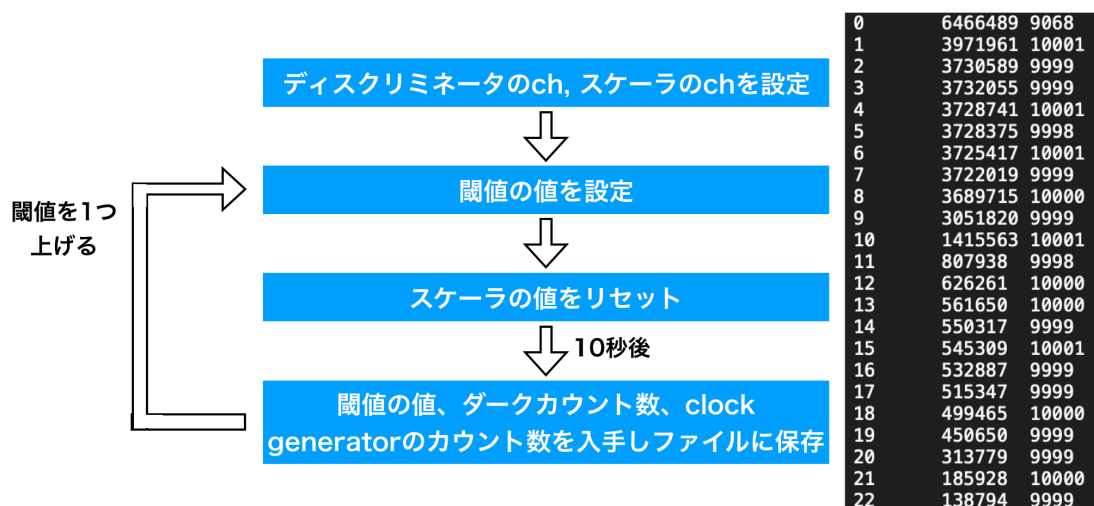 ディスクリミネータのch, スケーラのchを設定
閾値の値を設定
閾値を1つ
上げる
スケーラの値をリセット
10秒後
閾値の値、ダークカウント数、clock
generatorのカウント数を入手しファイルに保存
0 6466489 9068
1 3971961 10001
2 3730589 9999
3 3732055 9999
4 3728741 10001
5 3728375 9998
6 3725417 10001
7 3722019 9999
8 3689715 10000
9 3051820 9999
10 1415563 10001
11 807938 9998
12 626261 10000
13 561650 10000
14 550317 9999
15 545309 10001
16 532887 9999
17 515347 9999
18 499465 10000
19 450650 9999
20 313779 9999
21 185928 10000
22 138794 9999